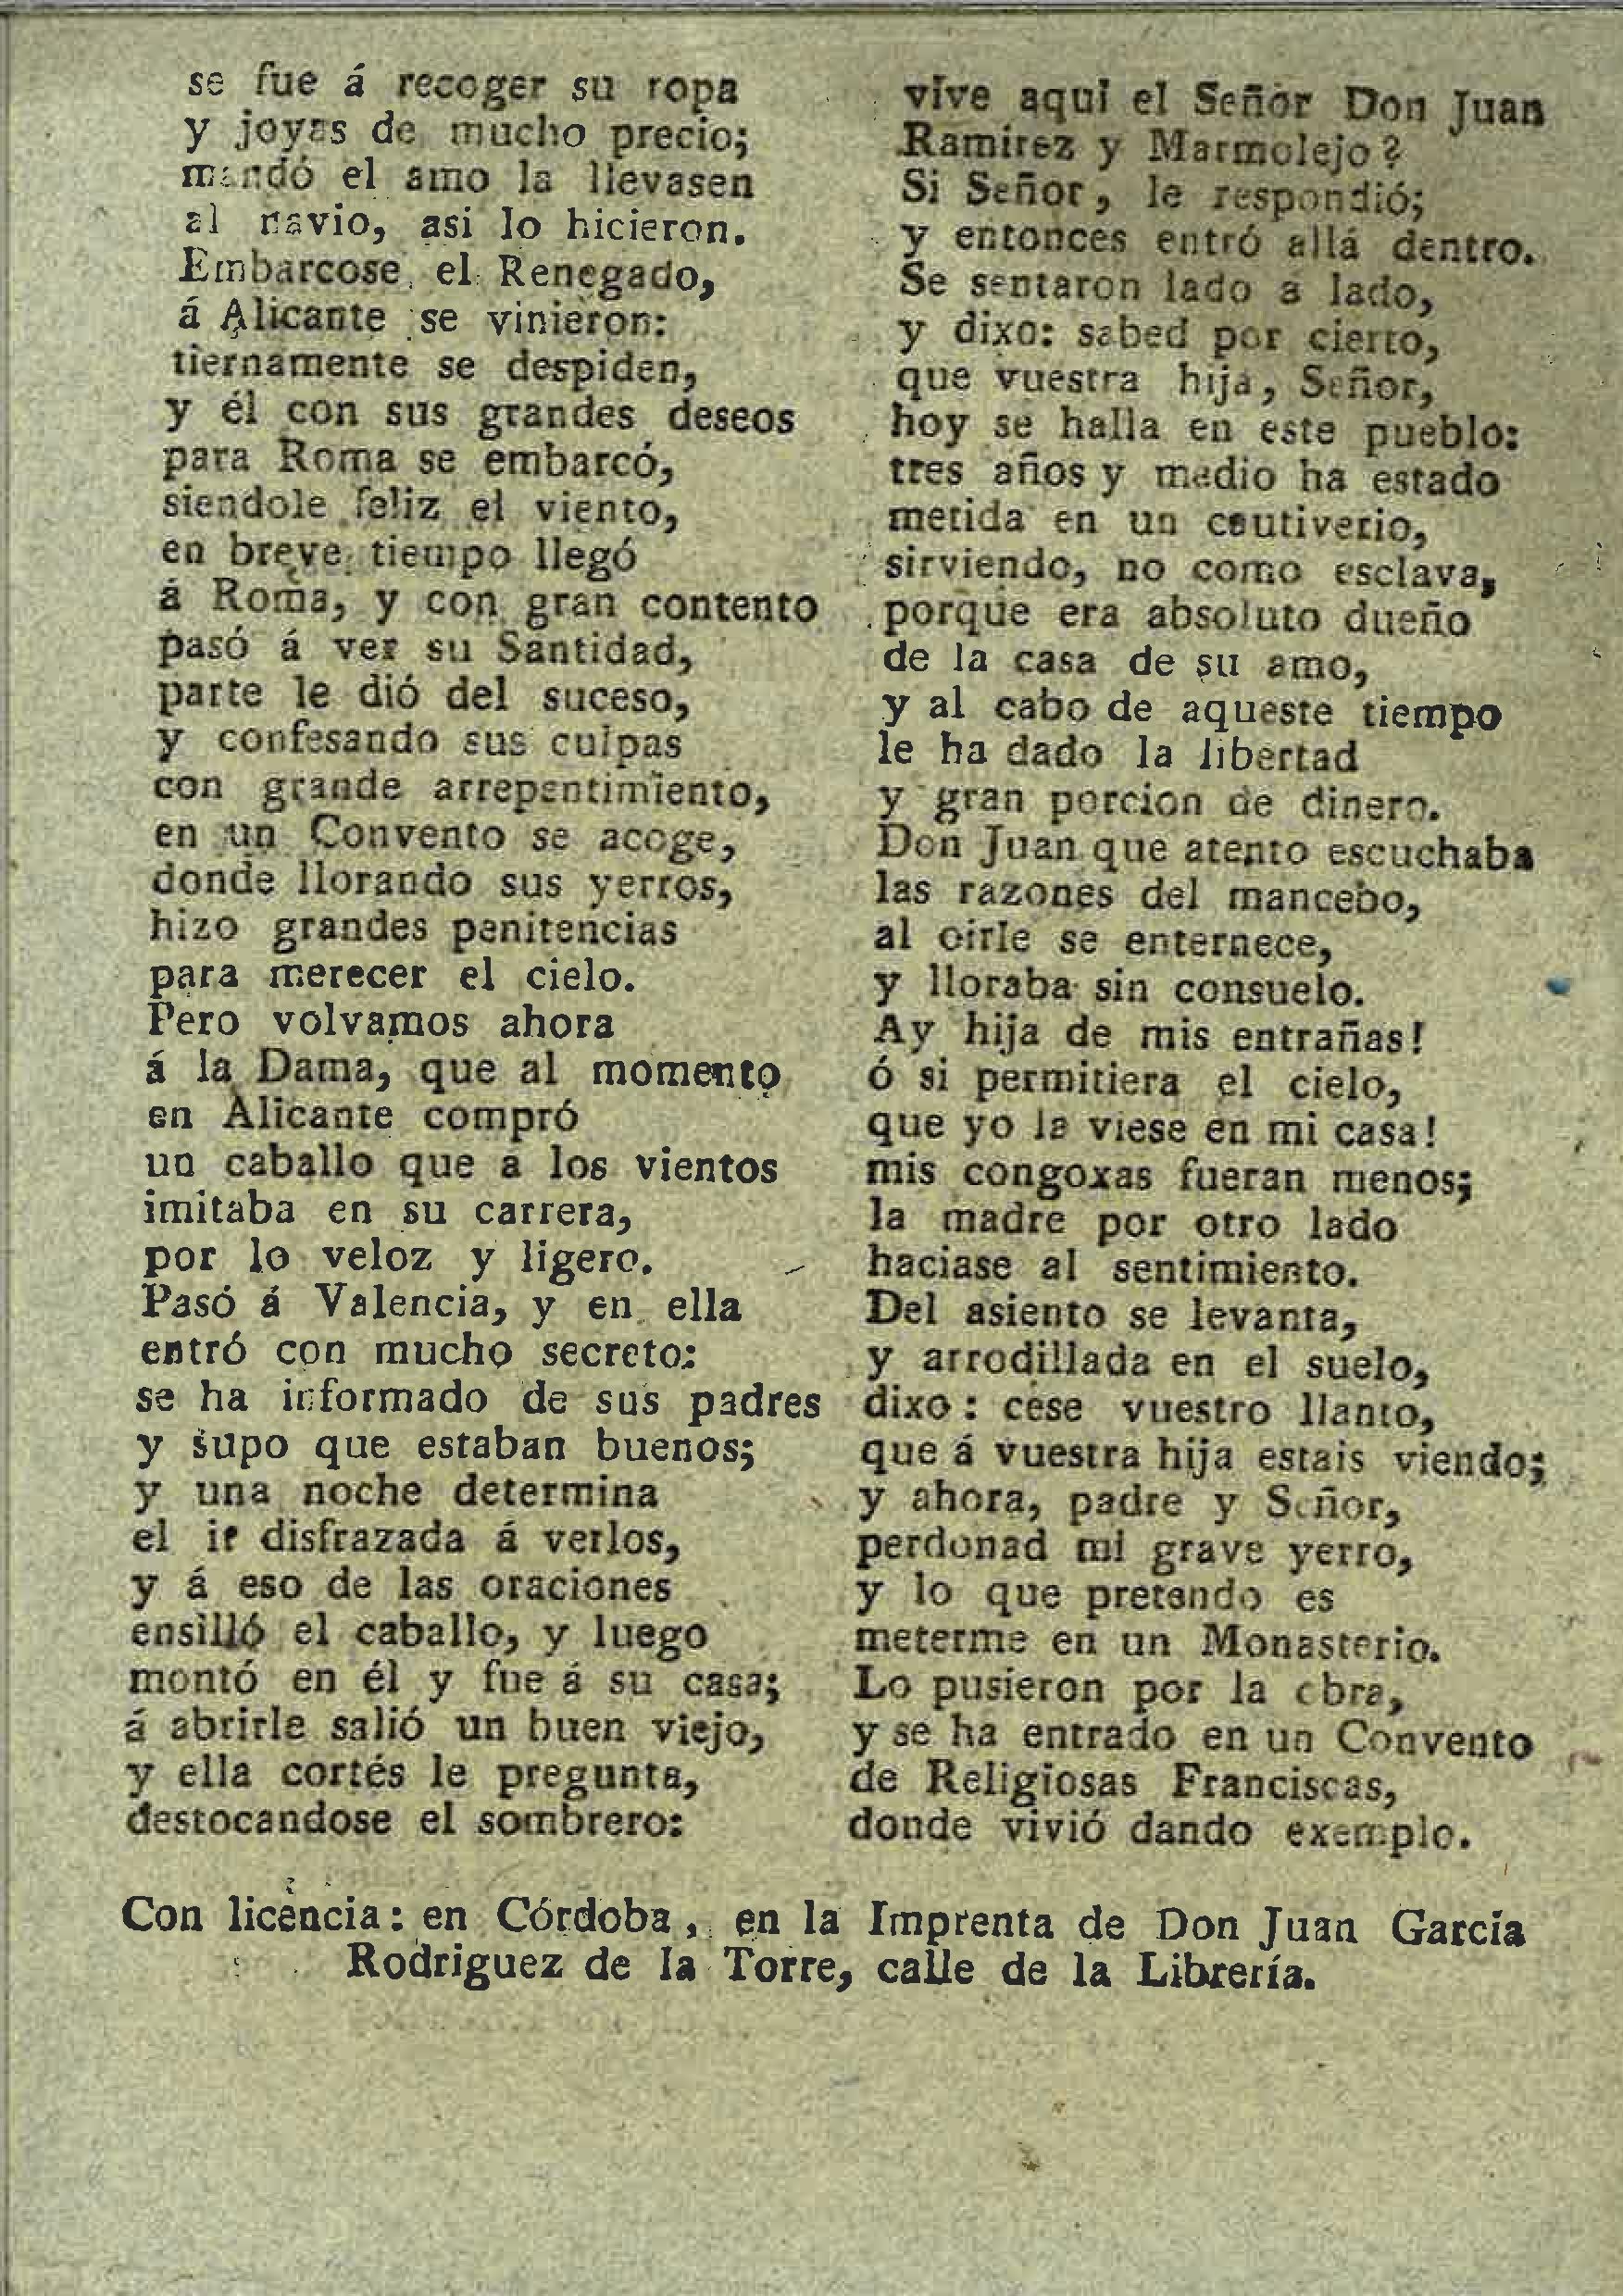 se fue á recoger su ropa
y joyas de mucho precio;
mandó el amo la llevasen
al navio, asi lo hicieron.
Embarcose el Renegado,
á Alicante se vinieron:
tiernamente se despiden,
y él con sus grandes deseos
para Roma se embarcó,
siendole feliz el viento,
en breve tiempo llegó
á Roma, y con gran contento
pasó á ver su Santidad,
parte le dió del suceso,
y confesando sus culpas
con grande arrepentimiento,
en un Convento se acoge,
donde llorando sus yerros,
hizo grandes penitencias
para merecer el cielo.
Pero volvamos ahora
á la Dama, que al momento
en Alicante compró
un caballo que a los vientos
imitaba en su carrera,
por lo veloz y ligero.
Pasó á Valencia, y en ella
entró con mucho secreto:
se ha informado de sus padres
y supo que estaban buenos;
y una noche determina
el ir disfrazada á verlos,
y á eso de las oraciones
ensilló el caballo, y luego
montó en él y fue á su casa;
á abrirle salió un buen viejo,
y ella cortés le pregunta,
destocandose el sombrero:
vive aqui el Señor Don Juan
Ramirez y Marmolejo?
Si Señor, le respondió;
y entonces entró allá dentro.
Se sentaron lado a lado,
y dixo: sabed por cierto,
que vuestra hija, Señor,
hoy se halla en este pueblo:
tres años y medio ha estado
metida en un cautiverio,
sirviendo, no como esclava,
porque era absoluto dueño
de la casa de su amo,
y al cabo de aqueste tiempo
le ha dado la libertad
y gran porcion de dinero.
Don Juan que atento escuchaba
las razones del mancebo,
al oirle se enternece,
y lloraba sin consuelo.
Ay hija de mis entrañas!
ó si permitiera el cielo,
que yo la viese en mi casa!
mis congoxas fueran menos;
la madre por otro lado
haciase al sentimiento.
Del asiento se levanta,
y arrodillada en el suelo,
dixo: cese vuestro llanto,
que á vuestra hija estais viendo;
y ahora, padre y Señor,
perdonad mi grave yerro,
y lo que pretendo es
meterme en un Monasterio.
Lo pusieron por la obra,
y se ha entrado en un Convento
de Religiosas Franciscas,
donde vivió dando exemplo.
Con licencia: en Córdoba, en la Imprenta de Don Juan García
Rodriguez de la Torre, calle de la Librería.